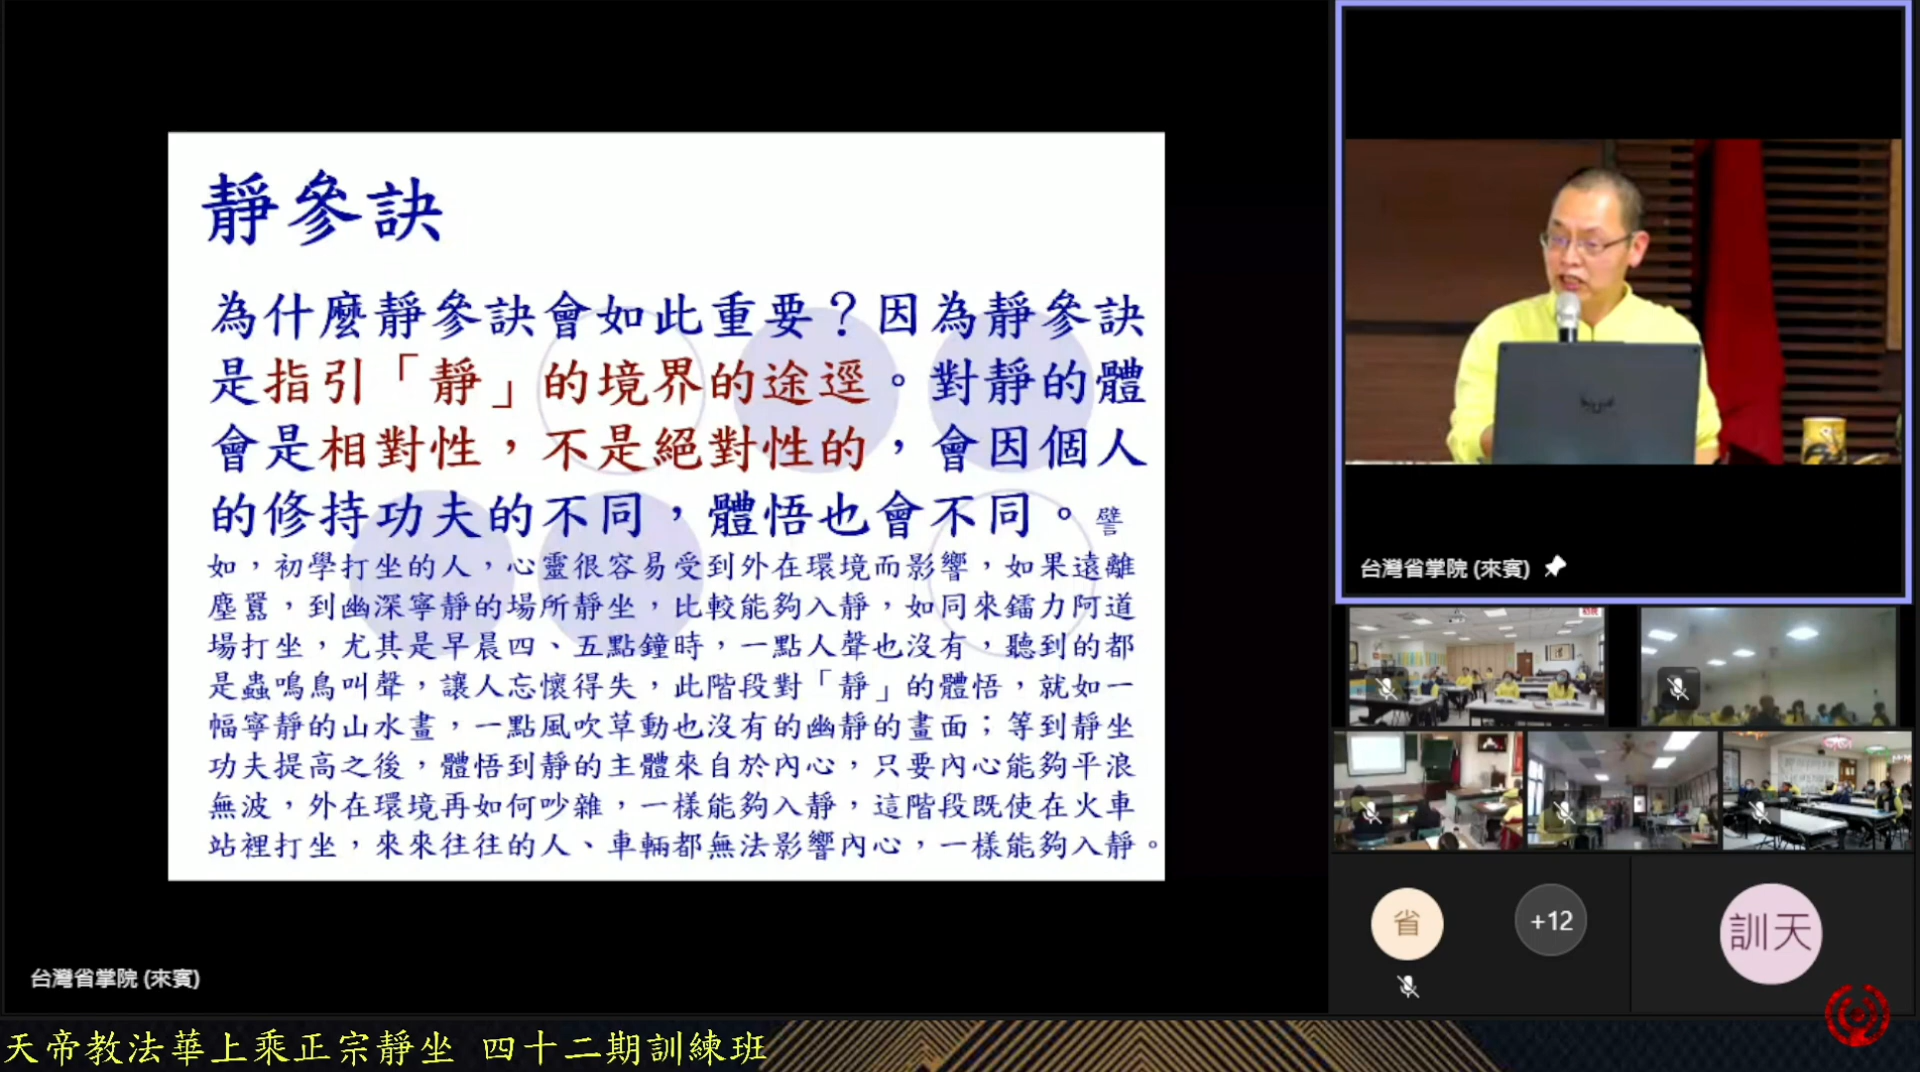 靜參訣
為什麼靜參訣會如此重要？因為靜參訣
是指引「靜」的境界的途逕。對靜的體
會是相對性，不是絕對性的，會因個人
的修持功夫的不同，體悟也會不同。譬
如，初學打坐的人，心靈很容易受到外在環境而影響，如果遠離
塵囂，到幽深寧靜的場所靜坐，比較能夠入靜，如同來鐳力阿道
場打坐，尤其是早晨四、五點鐘時，一點人聲也沒有，聽到的都
是蟲鳴鳥叫聲，讓人忘懷得失，此階段對「靜」的體悟，就如一
幅寧靜的山水畫，一點風吹草動也沒有的幽靜的畫面；等到靜坐
功夫提高之後，體悟到靜的主體來自於內心，只要內心能夠平浪
無波，外在環境再如何吵雜，一樣能夠入靜，這階段既使在火車
站裡打坐，來來往往的人、車輛都無法影響內心，一樣能夠入靜。
台灣省掌院 (來賓)
台灣省掌院 (來賓)
省
+12
訓天
天帝教法華上乘正宗靜坐 四十二期訓練班